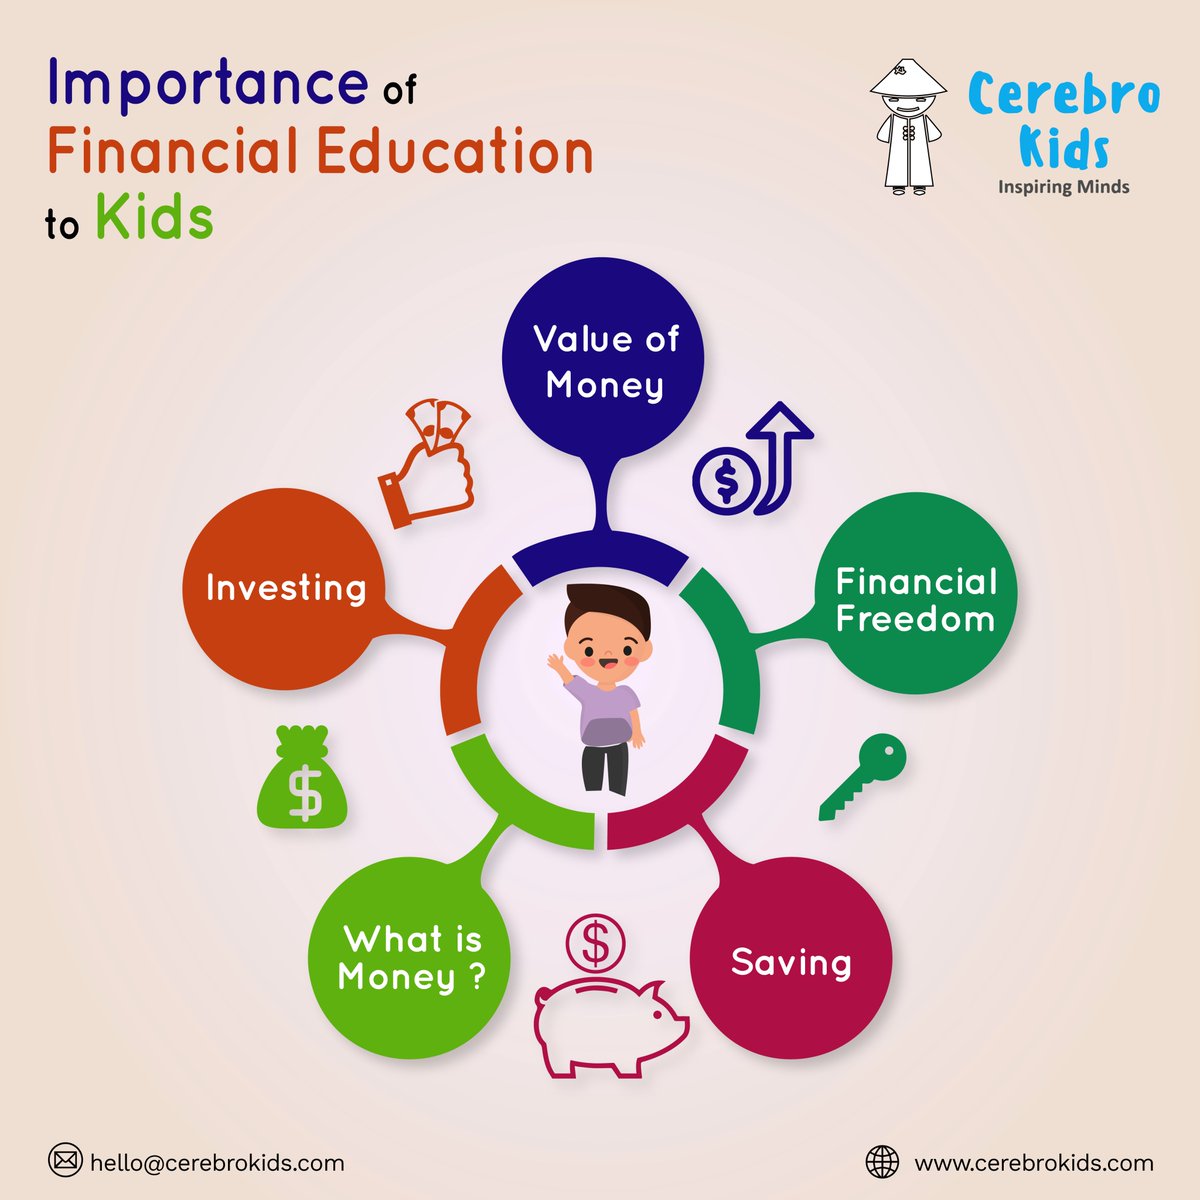 Importance of
Financial Education
to Kids
Cerebro
Kids
Inspiring Minds
Value of
Money
Investing
Financial
Freedom
What is
Money ?
Saving
$
$
$
hello@cerebrokids.com
www.cerebrokids.com